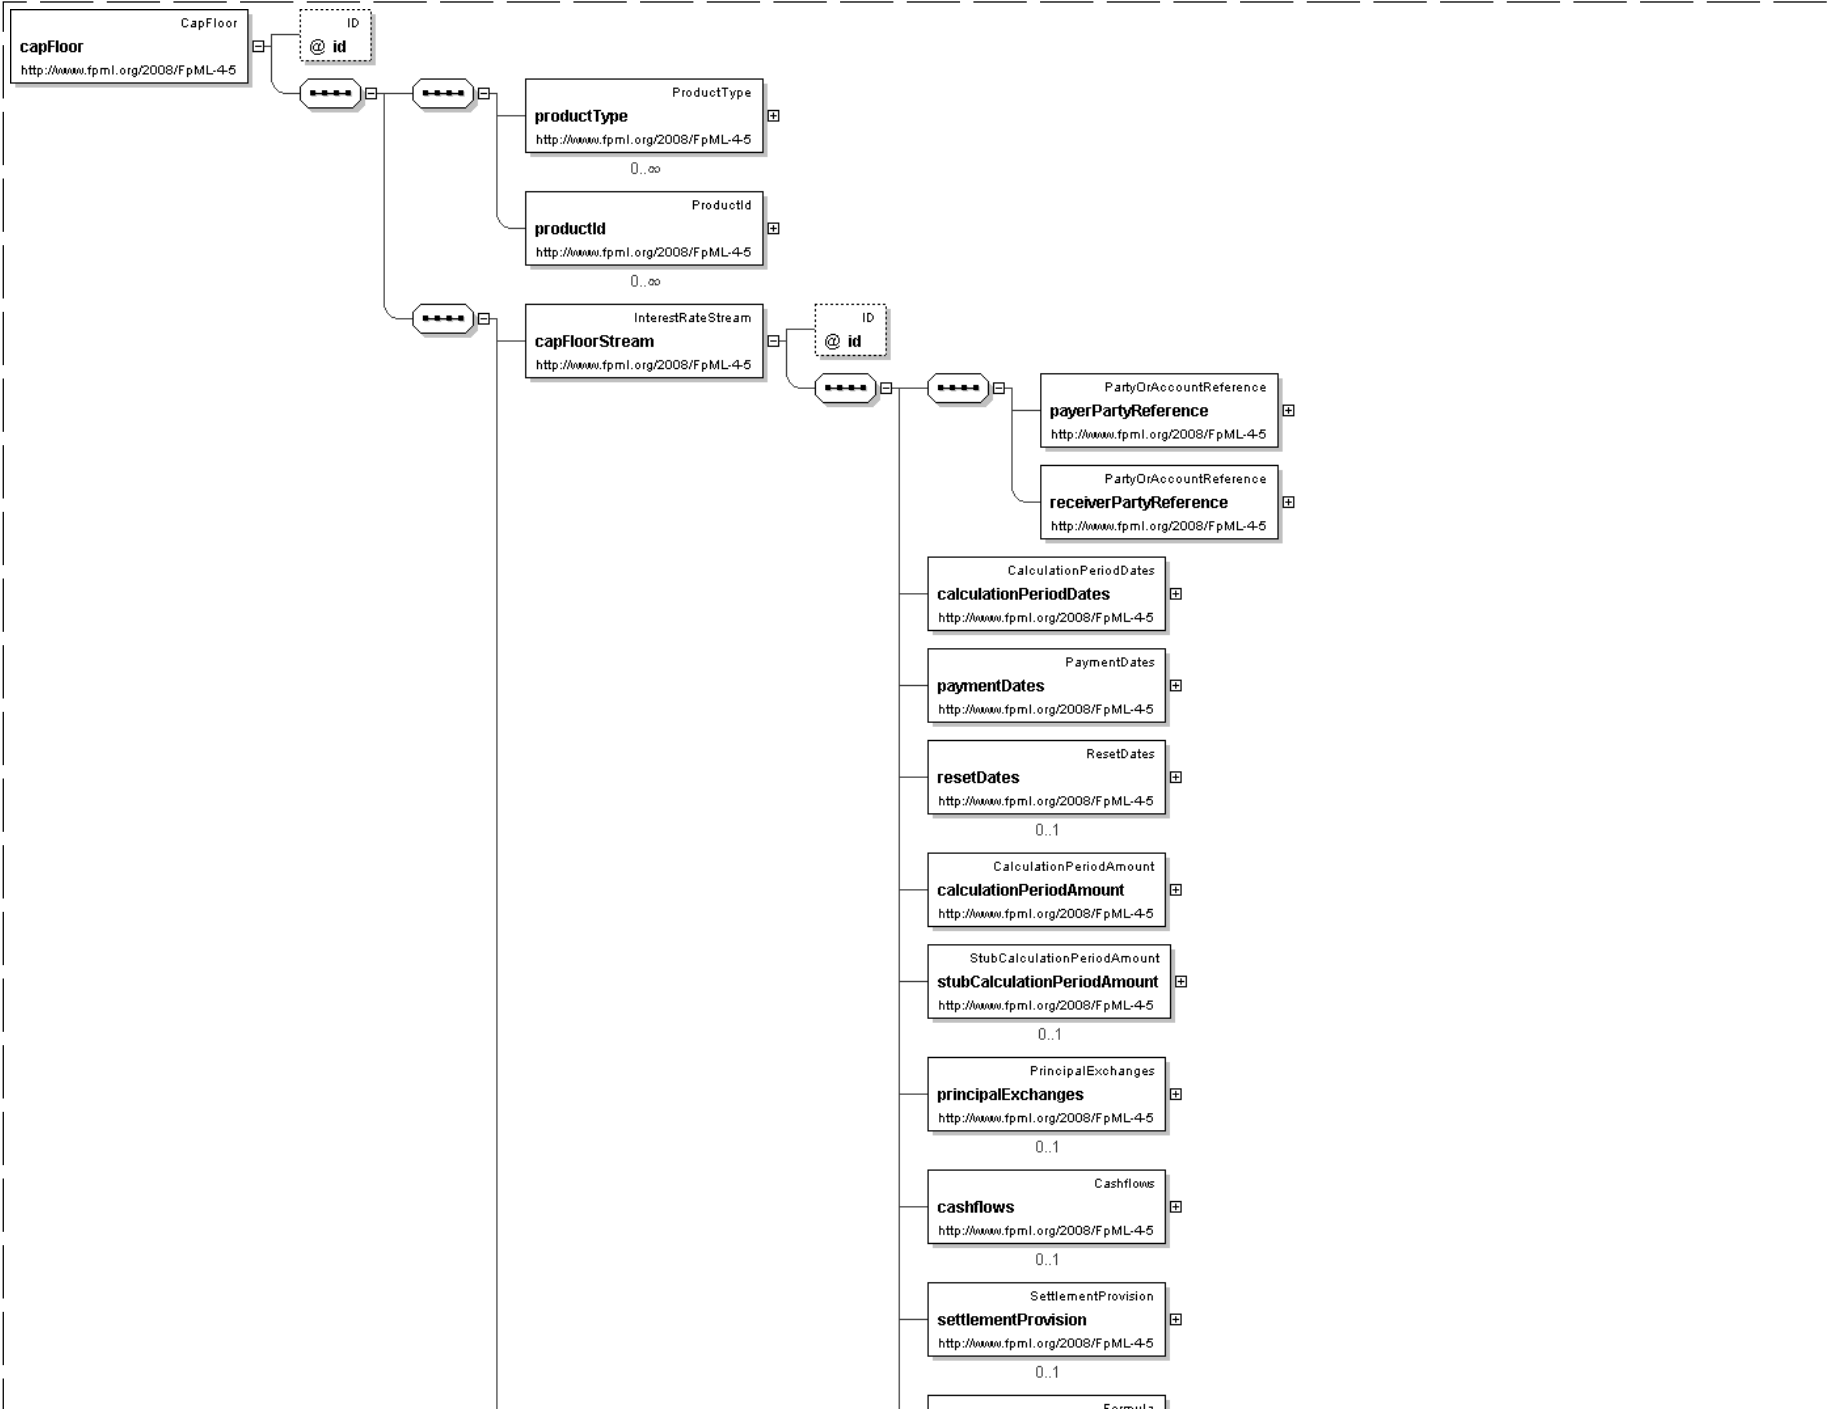 CapFloor
capFloor
http://www.fpml.org/2008/FpML-4-5
ID
@ id
ProductType
productType
http://www.fpml.org/2008/FpML-4-5
0..∞
ProductId
productId
http://www.fpml.org/2008/FpML-4-5
0..∞
InterestRateStream
capFloorStream
http://www.fpml.org/2008/FpML-4-5
ID
@ id
PartyOrAccountReference
payerPartyReference
http://www.fpml.org/2008/FpML-4-5
PartyOrAccountReference
receiverPartyReference
http://www.fpml.org/2008/FpML-4-5
CalculationPeriodDates
calculationPeriodDates
http://www.fpml.org/2008/FpML-4-5
PaymentDates
paymentDates
http://www.fpml.org/2008/FpML-4-5
ResetDates
resetDates
http://www.fpml.org/2008/FpML-4-5
0..1
CalculationPeriodAmount
calculationPeriodAmount
http://www.fpml.org/2008/FpML-4-5
StubCalculationPeriodAmount
stubCalculationPeriodAmount
http://www.fpml.org/2008/FpML-4-5
0..1
PrincipalExchanges
principalExchanges
http://www.fpml.org/2008/FpML-4-5
0..1
Cashflows
cashflows
http://www.fpml.org/2008/FpML-4-5
0..1
SettlementProvision
settlementProvision
http://www.fpml.org/2008/FpML-4-5
0..1
Formula